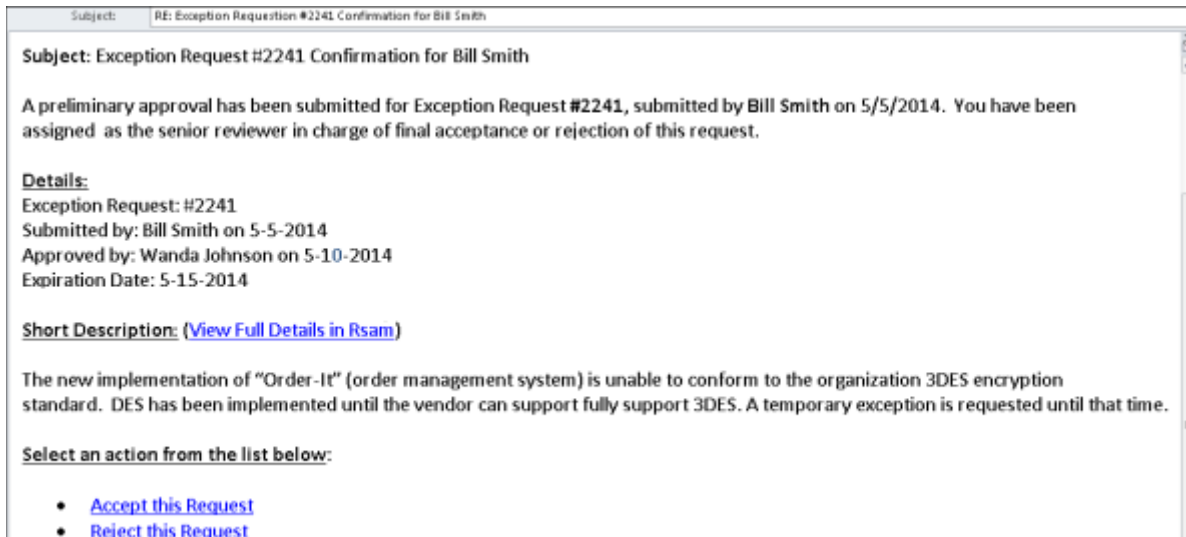 Subject: RE: Exception Requestion #2241 Confirmation for Bill Smith
Subject: Exception Request #2241 Confirmation for Bill Smith
A preliminary approval has been submitted for Exception Request #2241, submitted by Bill Smith on 5/5/2014. You have been
assigned as the senior reviewer in charge of final acceptance or rejection of this request.
Details:
Exception Request: #2241
Submitted by: Bill Smith on 5-5-2014
Approved by: Wanda Johnson on 5-10-2014
Expiration Date: 5-15-2014
Short Description: (View Full Details in Rsam)
The new implementation of “Order-It” (order management system) is unable to conform to the organization 3DES encryption
standard. DES has been implemented until the vendor can support fully support 3DES. A temporary exception is requested until that time.
Select an action from the list below:
• Accept this Request
• Reject this Request